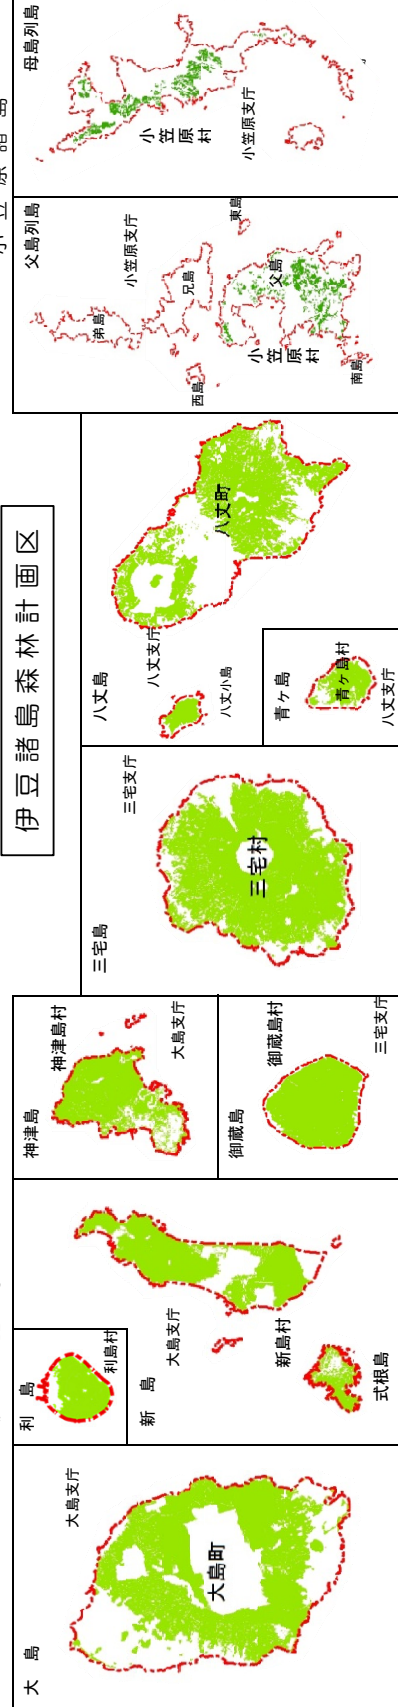 伊豆諸島森林計画区
大　島
大島支庁
大島町
利　島
利島村
新　島
大島支庁
新島村
式根島
神津島
神津島村
大島支庁
御蔵島
御蔵島村
三宅支庁
三宅島
三宅支庁
三宅村
八丈島
八丈支庁
八丈町
八丈小島
青ヶ島
青ヶ島村
八丈支庁
父島列島
小笠原支庁
弟島
兄島
西島
東島
父島
小笠原村
南島
母島列島
小笠原村
小笠原支庁